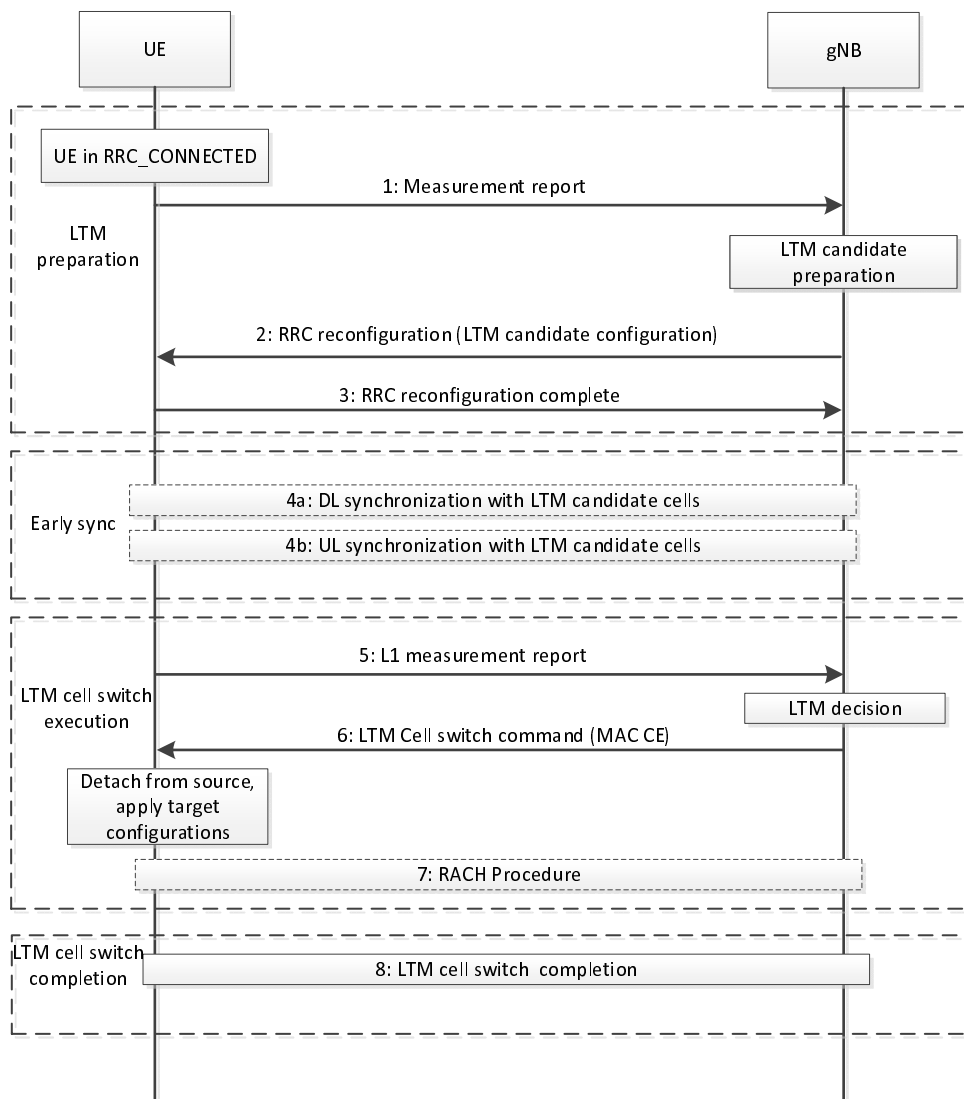 UE
gNB
UE in RRC_CONNECTED
1: Measurement report
LTM
preparation
LTM candidate
preparation
2: RRC reconfiguration (LTM candidate configuration)
3: RRC reconfiguration complete
Early sync
4a: DL synchronization with LTM candidate cells
4b: UL synchronization with LTM candidate cells
5: L1 measurement report
LTM cell switch
execution
LTM decision
6: LTM Cell switch command (MAC CE)
Detach from source,
apply target
configurations
7: RACH Procedure
LTM cell switch
completion
8: LTM cell switch completion